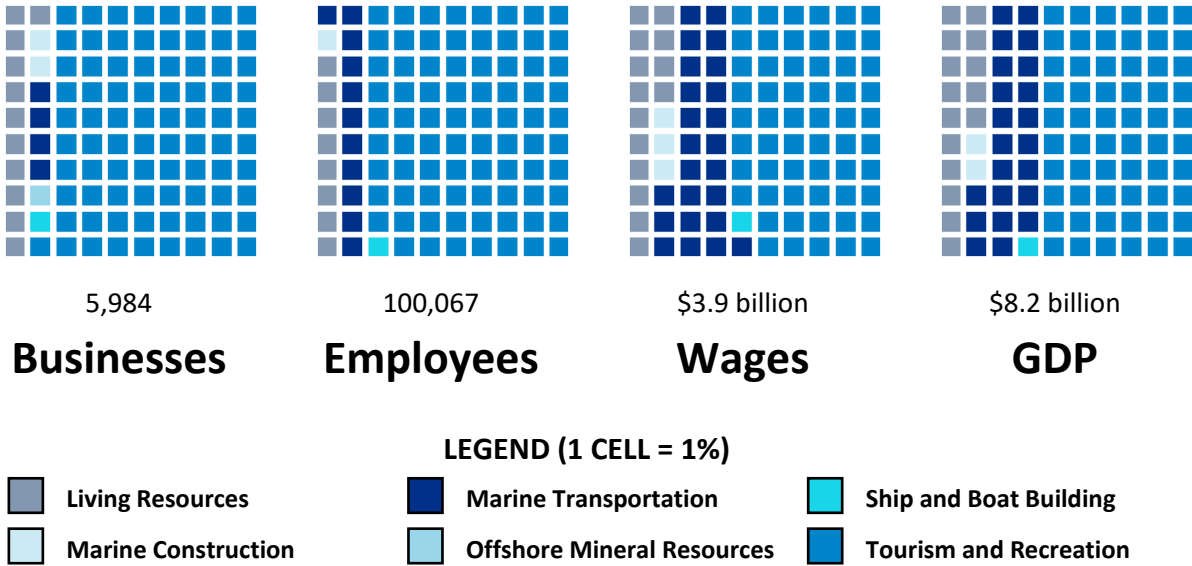 5,984 100,067 $3.9 billion $8.2 billion
Businesses Employees Wages GDP
LEGEND (1 CELL = 1%)
Living Resources Marine Transportation Ship and Boat Building
Marine Construction Offshore Mineral Resources Tourism and Recreation